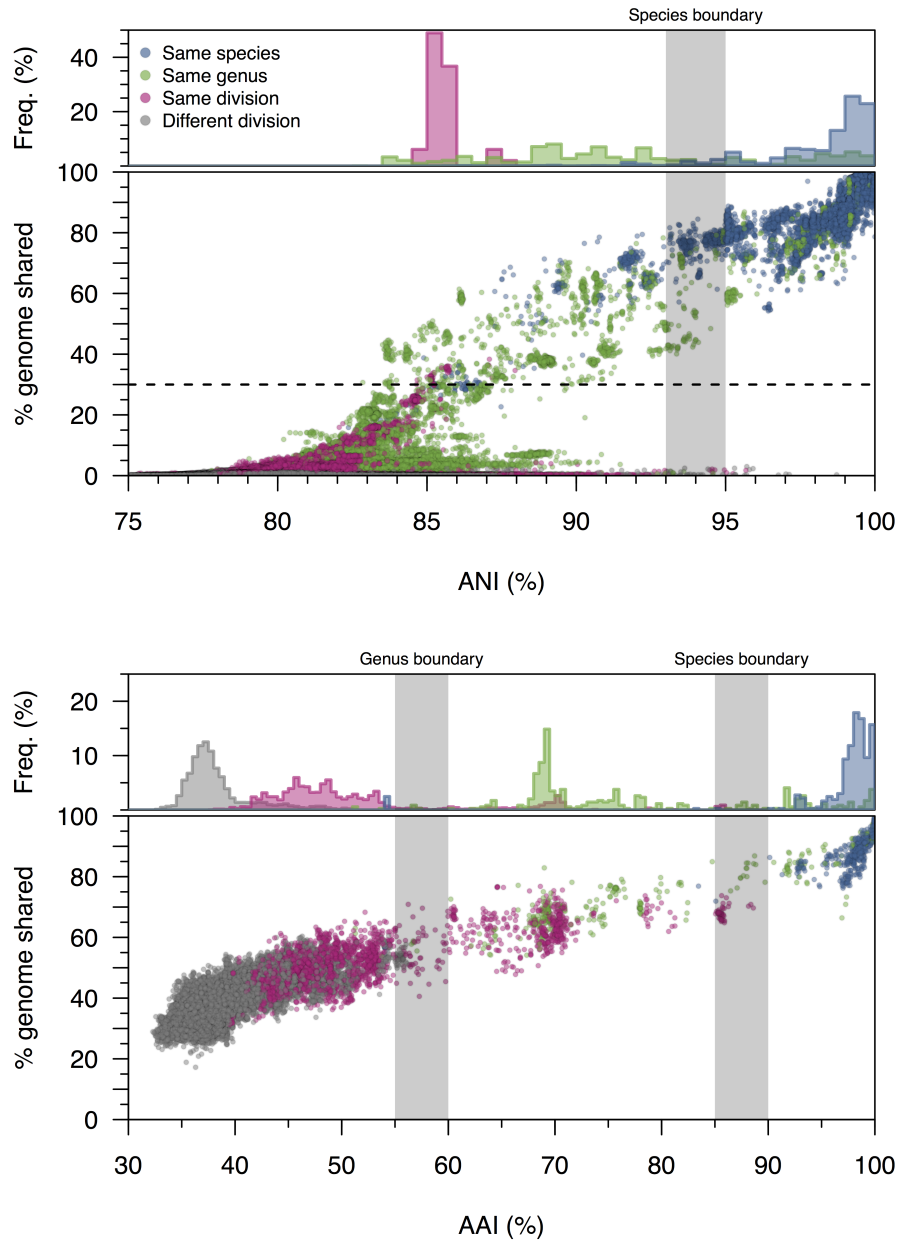 Species boundary
Freq. (%)
40
20
Same species
Same genus
Same division
Different division
% genome shared
100
80
60
40
20
0
75 80 85 90 95 100
ANI (%)
Genus boundary Species boundary
Freq. (%)
20
10
0
% genome shared
100
80
60
40
20
0
30 40 50 60 70 80 90 100
AAI (%)